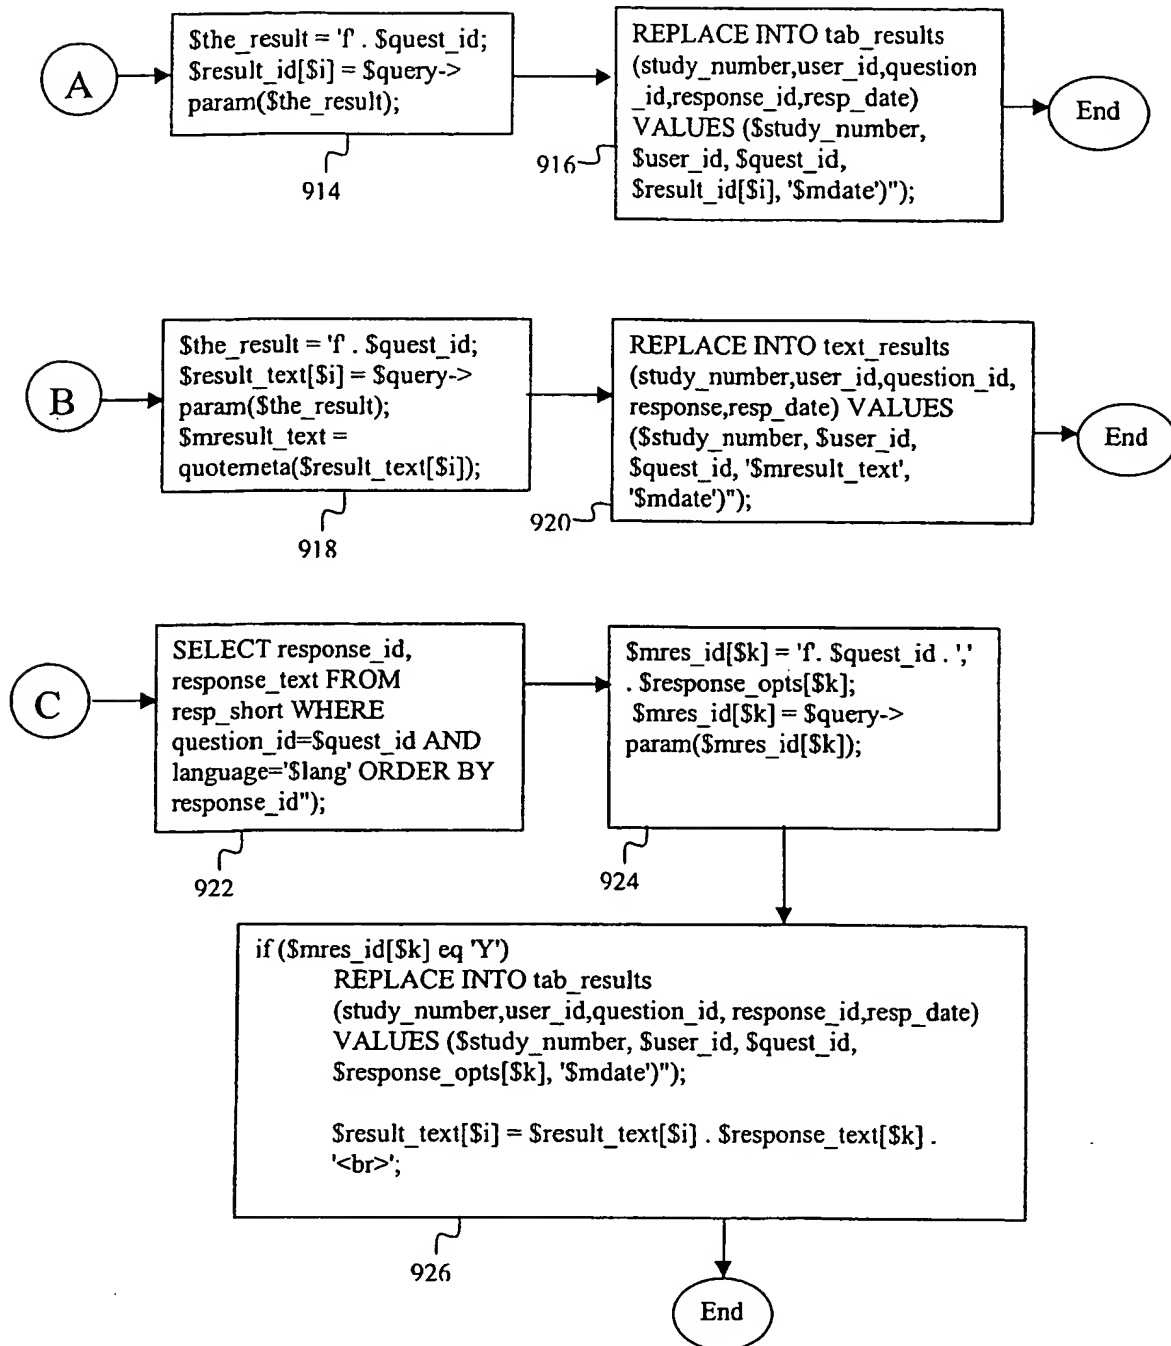 A
$the_result = 'f' . $quest_id;
$result_id[$i] = $query->
param($the_result);
914
REPLACE INTO tab_results
(study_number,user_id,question
_id,response_id,resp_date)
VALUES ($study_number,
$user_id, $quest_id,
$result_id[$i], '$mdate')");
916
End
B
$the_result = 'f' . $quest_id;
$result_text[$i] = $query->
param($the_result);
$mresult_text =
quotemeta($result_text[$i]);
918
REPLACE INTO text_results
(study_number,user_id,question_id,
response,resp_date) VALUES
($study_number, $user_id,
$quest_id, '$mresult_text',
'$mdate')");
920
End
C
SELECT response_id,
response_text FROM
resp_short WHERE
question_id=$quest_id AND
language='$lang' ORDER BY
response_id");
922
$mres_id[$k] = 'f'. $quest_id . ','
. $response_opts[$k];
$mres_id[$k] = $query->
param($mres_id[$k]);
924
if ($mres_id[$k] eq 'Y')
REPLACE INTO tab_results
(study_number,user_id,question_id, response_id,resp_date)
VALUES ($study_number, $user_id, $quest_id,
$response_opts[$k], '$mdate')");
$result_text[$i] = $result_text[$i] . $response_text[$k] .
'<br>';
926
End